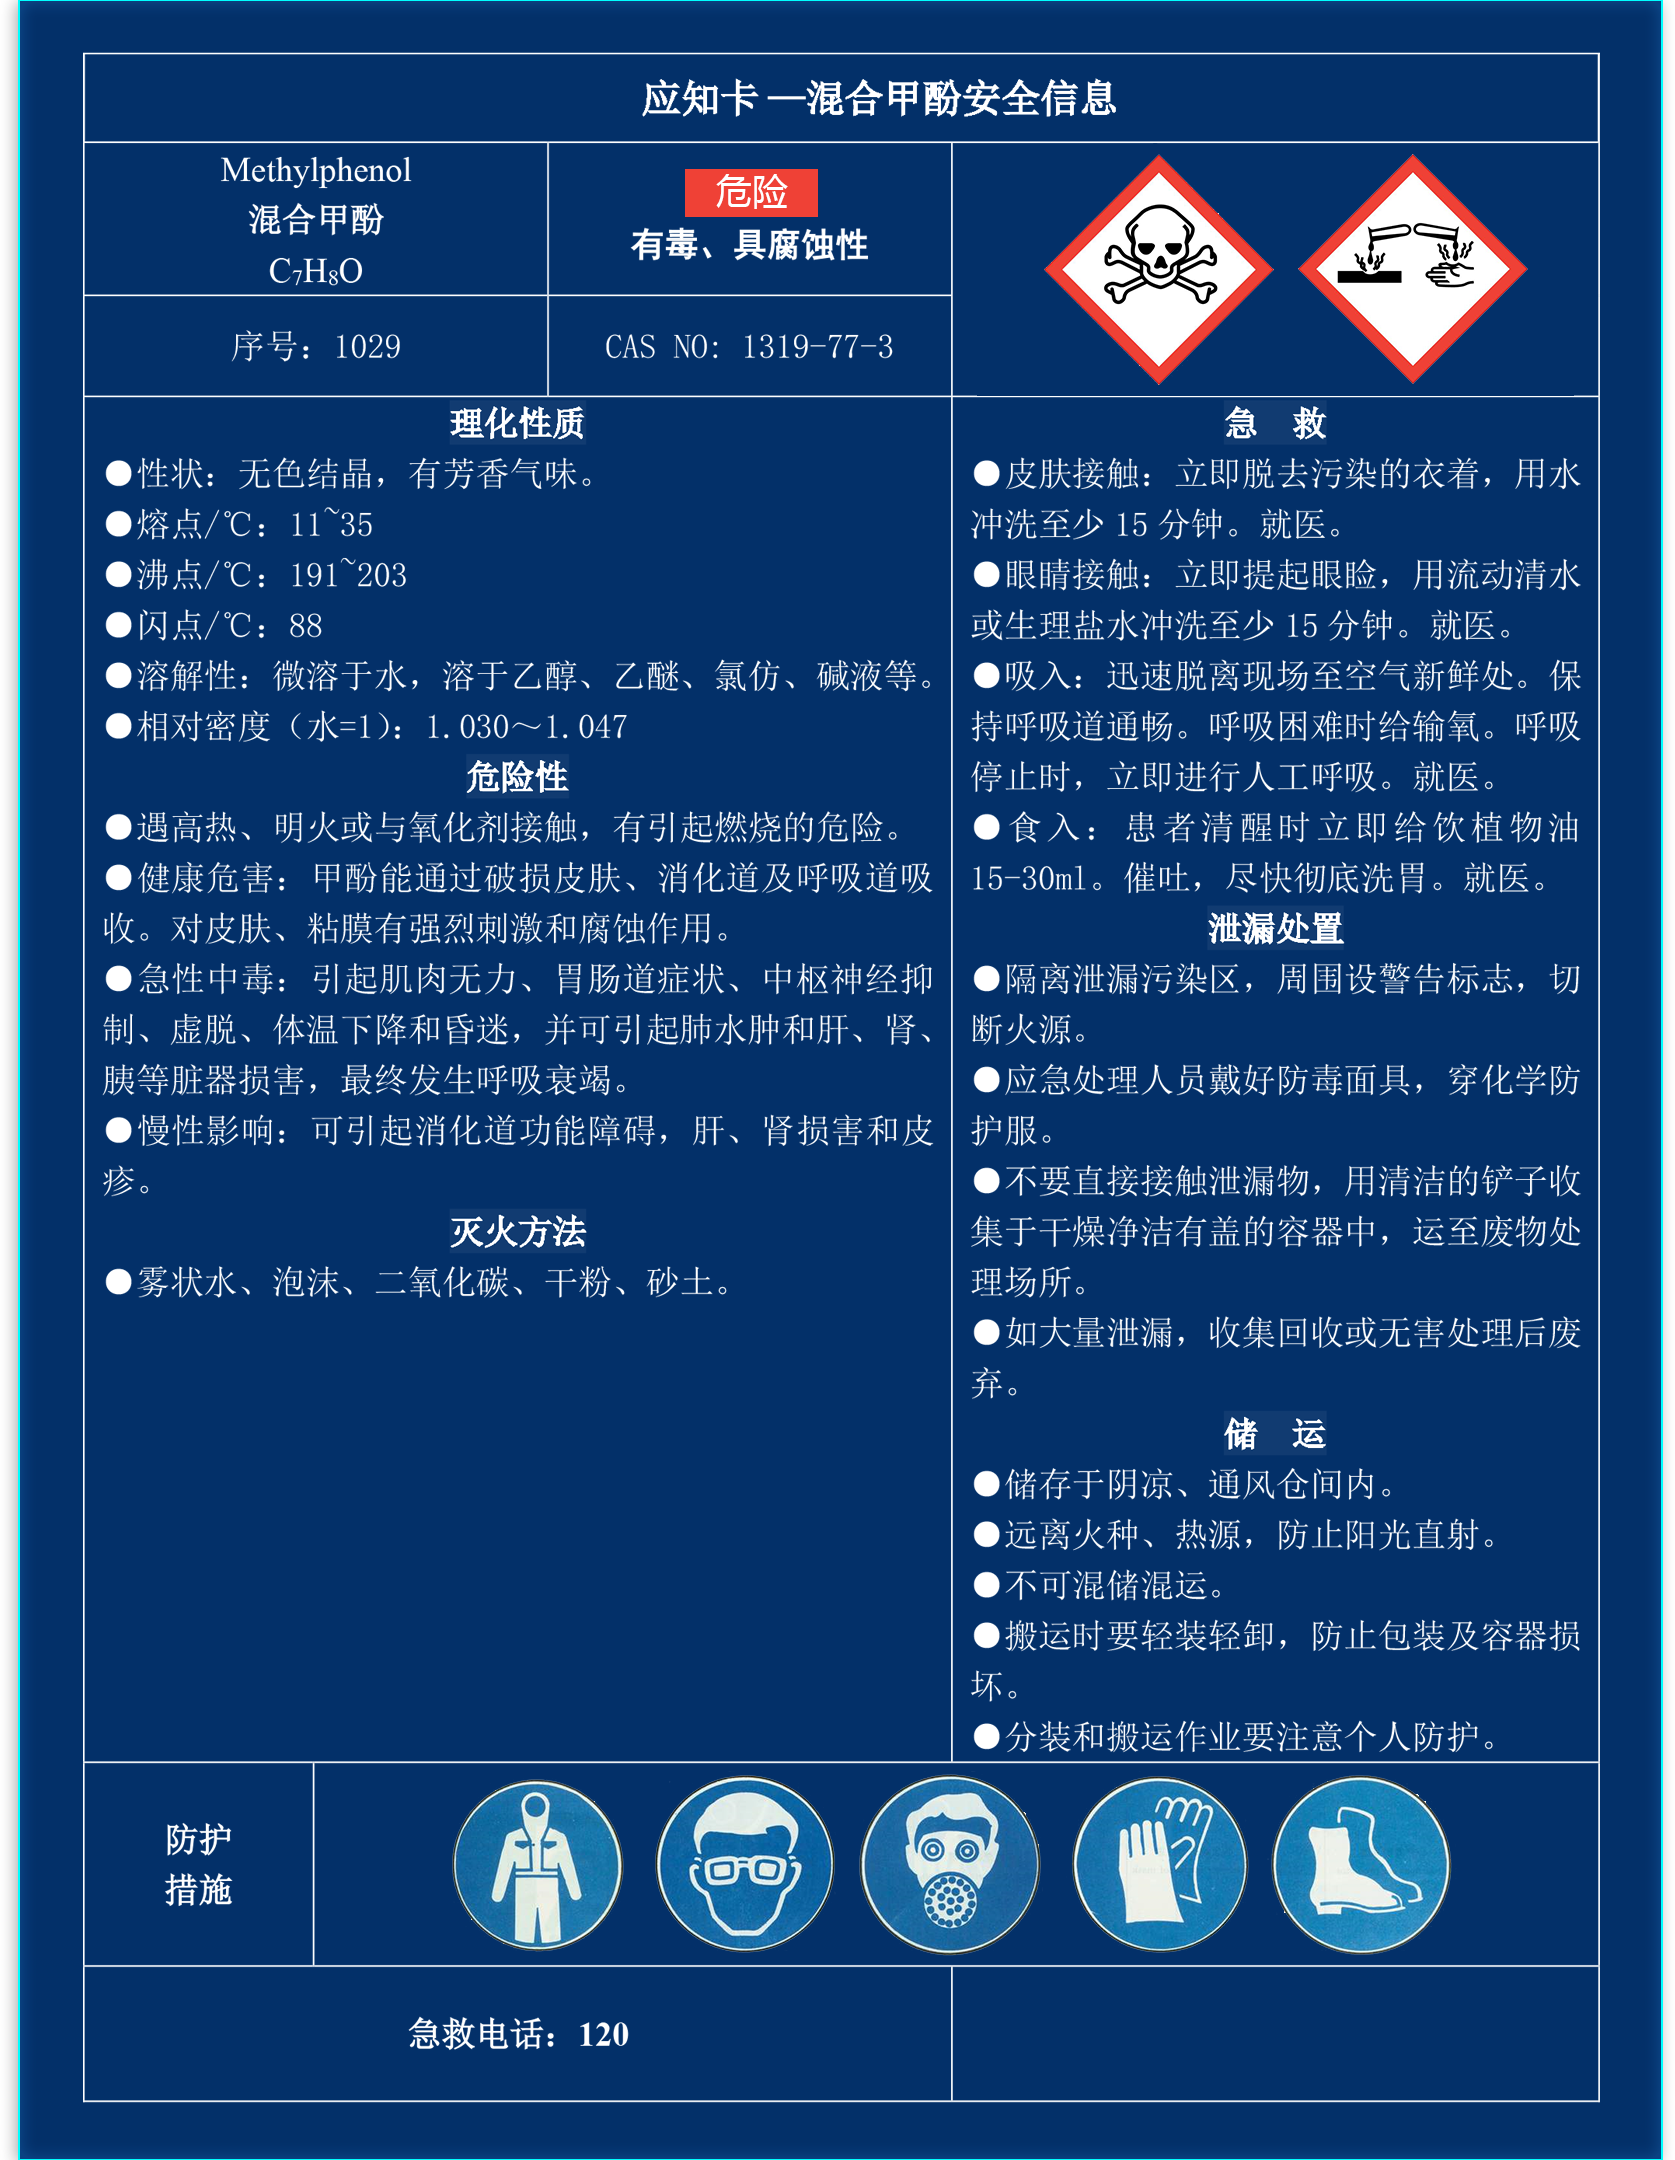 应知卡 —混合甲酚安全信息
Methylphenol
混合甲酚
C₇H₈O
危险
有毒、具腐蚀性
序号：1029
CAS NO: 1319-77-3
理化性质
●性状：无色结晶，有芳香气味。
●熔点/℃：11~35
●沸点/℃：191~203
●闪点/℃：88
●溶解性：微溶于水，溶于乙醇、乙醚、氯仿、碱液等。
●相对密度（水=1）：1.030～1.047
危险性
●遇高热、明火或与氧化剂接触，有引起燃烧的危险。
●健康危害：甲酚能通过破损皮肤、消化道及呼吸道吸
收。对皮肤、粘膜有强烈刺激和腐蚀作用。
●急性中毒：引起肌肉无力、胃肠道症状、中枢神经抑
制、虚脱、体温下降和昏迷，并可引起肺水肿和肝、肾、
胰等脏器损害，最终发生呼吸衰竭。
●慢性影响：可引起消化道功能障碍，肝、肾损害和皮
疹。
灭火方法
●雾状水、泡沫、二氧化碳、干粉、砂土。
急 救
●皮肤接触：立即脱去污染的衣着，用水
冲洗至少 15 分钟。就医。
●眼睛接触：立即提起眼睑，用流动清水
或生理盐水冲洗至少 15 分钟。就医。
●吸入：迅速脱离现场至空气新鲜处。保
持呼吸道通畅。呼吸困难时给输氧。呼吸
停止时，立即进行人工呼吸。就医。
●食入：患者清醒时立即给饮植物油
15-30ml。催吐，尽快彻底洗胃。就医。
泄漏处置
●隔离泄漏污染区，周围设警告标志，切
断火源。
●应急处理人员戴好防毒面具，穿化学防
护服。
●不要直接接触泄漏物，用清洁的铲子收
集于干燥净洁有盖的容器中，运至废物处
理场所。
●如大量泄漏，收集回收或无害处理后废
弃。
储 运
●储存于阴凉、通风仓间内。
●远离火种、热源，防止阳光直射。
●不可混储混运。
●搬运时要轻装轻卸，防止包装及容器损
坏。
●分装和搬运作业要注意个人防护。
防护
措施
急救电话：120